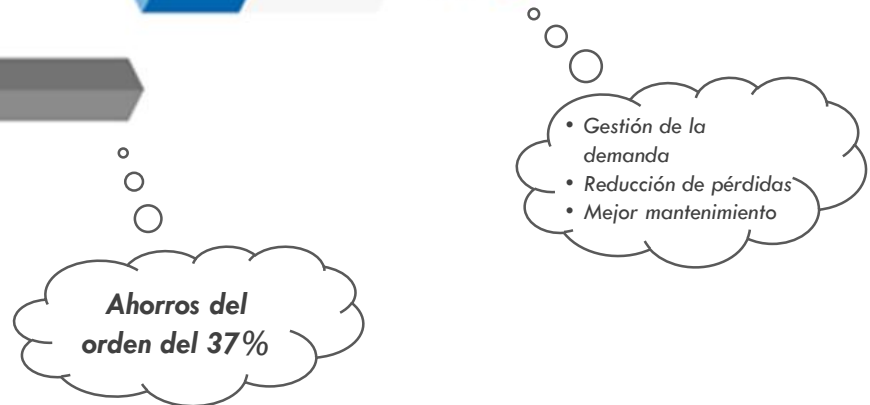 • Gestión de la
demanda
• Reducción de pérdidas
• Mejor mantenimiento
Ahorros del
orden del 37%